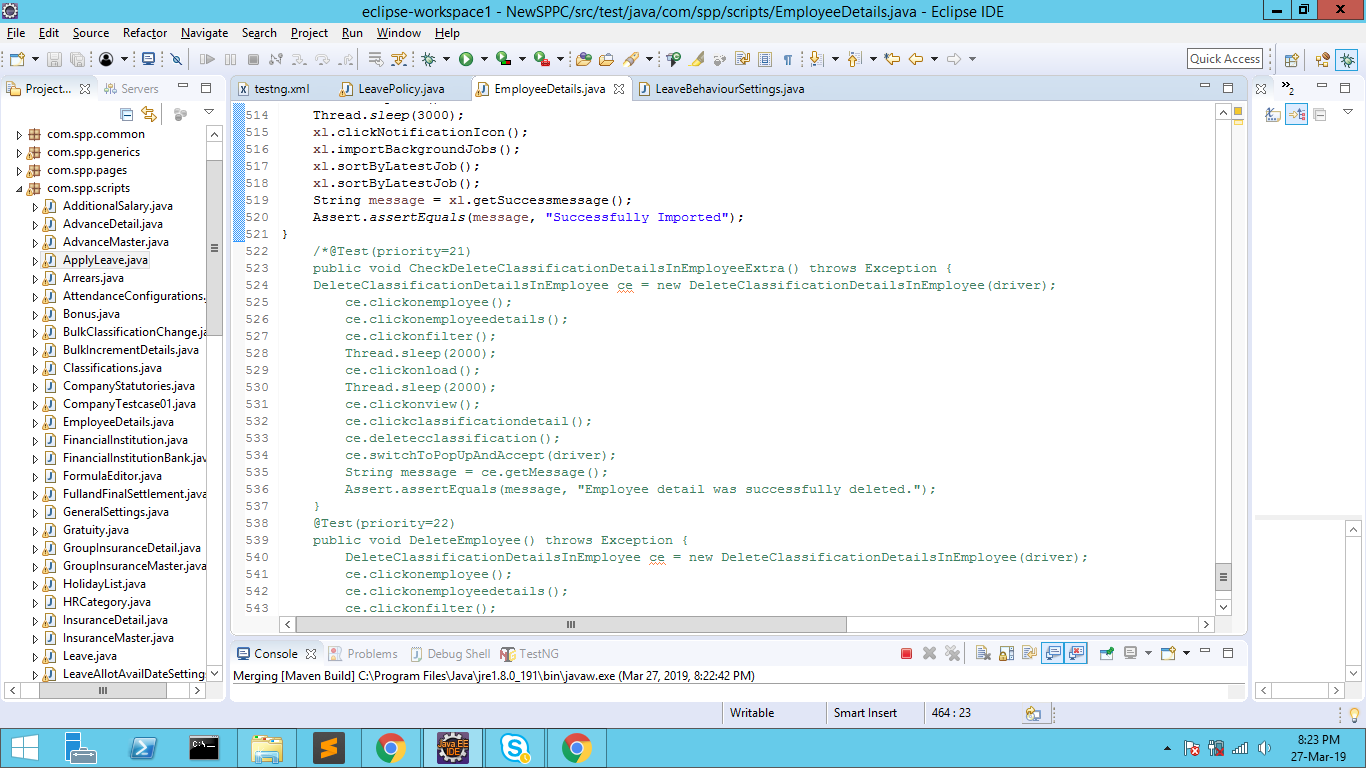 eclipse-workspace1 - NewSPPC/src/test/java/com/spp/scripts/EmployeeDetails.java - Eclipse IDE
File Edit Source Refactor Navigate Search Project Run Window Help
Quick Access
Project... Servers
testng.xml LeavePolicy.java EmployeeDetails.java LeaveBehaviourSettings.java
com.spp.common
com.spp.generics
com.spp.pages
com.spp.scripts
AdditionalSalary.java
AdvanceDetail.java
AdvanceMaster.java
ApplyLeave.java
Arrears.java
AttendanceConfigurations.
Bonus.java
BulkClassificationChange.ja
BulkIncrementDetails.java
Classifications.java
CompanyStatutories.java
CompanyTestcase01.java
EmployeeDetails.java
FinancialInstitution.java
FinancialInstitutionBank.jav
FormulaEditor.java
FullandFinalSettlement.java
GeneralSettings.java
Gratuity.java
GroupInsuranceDetail.java
GroupInsuranceMaster.java
HolidayList.java
HRCategory.java
InsuranceDetail.java
InsuranceMaster.java
Leave.java
LeaveAllotAvailDateSetting
514 Thread.sleep(3000);
515 xl.clickNotificationIcon();
516 xl.importBackgroundJobs();
517 xl.sortByLatestJob();
518 xl.sortByLatestJob();
519 String message = xl.getSuccessmessage();
520 Assert.assertEquals(message, "Successfully Imported");
521 }
522 /*@Test(priority=21)
523 public void CheckDeleteClassificationDetailsInEmployeeExtra() throws Exception {
524 DeleteClassificationDetailsInEmployee ce = new DeleteClassificationDetailsInEmployee(driver);
525 ce.clickonemployee();
526 ce.clickonemployeedetails();
527 ce.clickonfilter();
528 Thread.sleep(2000);
529 ce.clickonload();
530 Thread.sleep(2000);
531 ce.clickonview();
532 ce.clickclassificationdetail();
533 ce.deletecclassification();
534 ce.switchToPopUpAndAccept(driver);
535 String message = ce.getMessage();
536 Assert.assertEquals(message, "Employee detail was successfully deleted.");
537 }
538 @Test(priority=22)
539 public void DeleteEmployee() throws Exception {
540 DeleteClassificationDetailsInEmployee ce = new DeleteClassificationDetailsInEmployee(driver);
541 ce.clickonemployee();
542 ce.clickonemployeedetails();
543 ce.clickonfilter();
»2
Console Problems Debug Shell TestNG
Merging [Maven Build] C:\Program Files\Java\jre1.8.0_191\bin\javaw.exe (Mar 27, 2019, 8:22:42 PM)
Writable Smart Insert 464 : 23
Java EE
IDE
8:23 PM
27-Mar-19